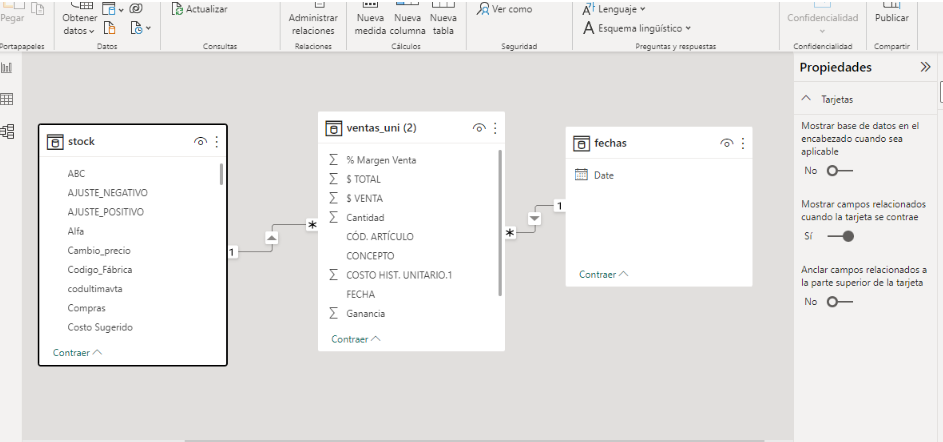 Pegar
Obtener
datos
Actualizar
Administrar
relaciones
Nueva
medida
Nueva
columna
Nueva
tabla
Ver como
Lenguaje
Esquema lingüístico
Confidencialidad
Publicar
Portapapeles
Datos
Consultas
Relaciones
Cálculos
Seguridad
Preguntas y respuestas
Confidencialidad
Compartir
stock
ABC
AJUSTE_NEGATIVO
AJUSTE_POSITIVO
Alfa
Cambio_precio
Codigo_Fábrica
codultimavta
Compras
Costo Sugerido
Contraer
1
*
ventas_uni (2)
∑ % Margen Venta
∑ $ TOTAL
∑ $ VENTA
∑ Cantidad
CÓD. ARTÍCULO
CONCEPTO
∑ COSTO HIST. UNITARIO.1
FECHA
∑ Ganancia
Contraer
*
1
fechas
Date
Contraer
Propiedades
Tarjetas
Mostrar base de datos en el
encabezado cuando sea
aplicable
No
Mostrar campos relacionados
cuando la tarjeta se contrae
Sí
Anclar campos relacionados a
la parte superior de la tarjeta
No